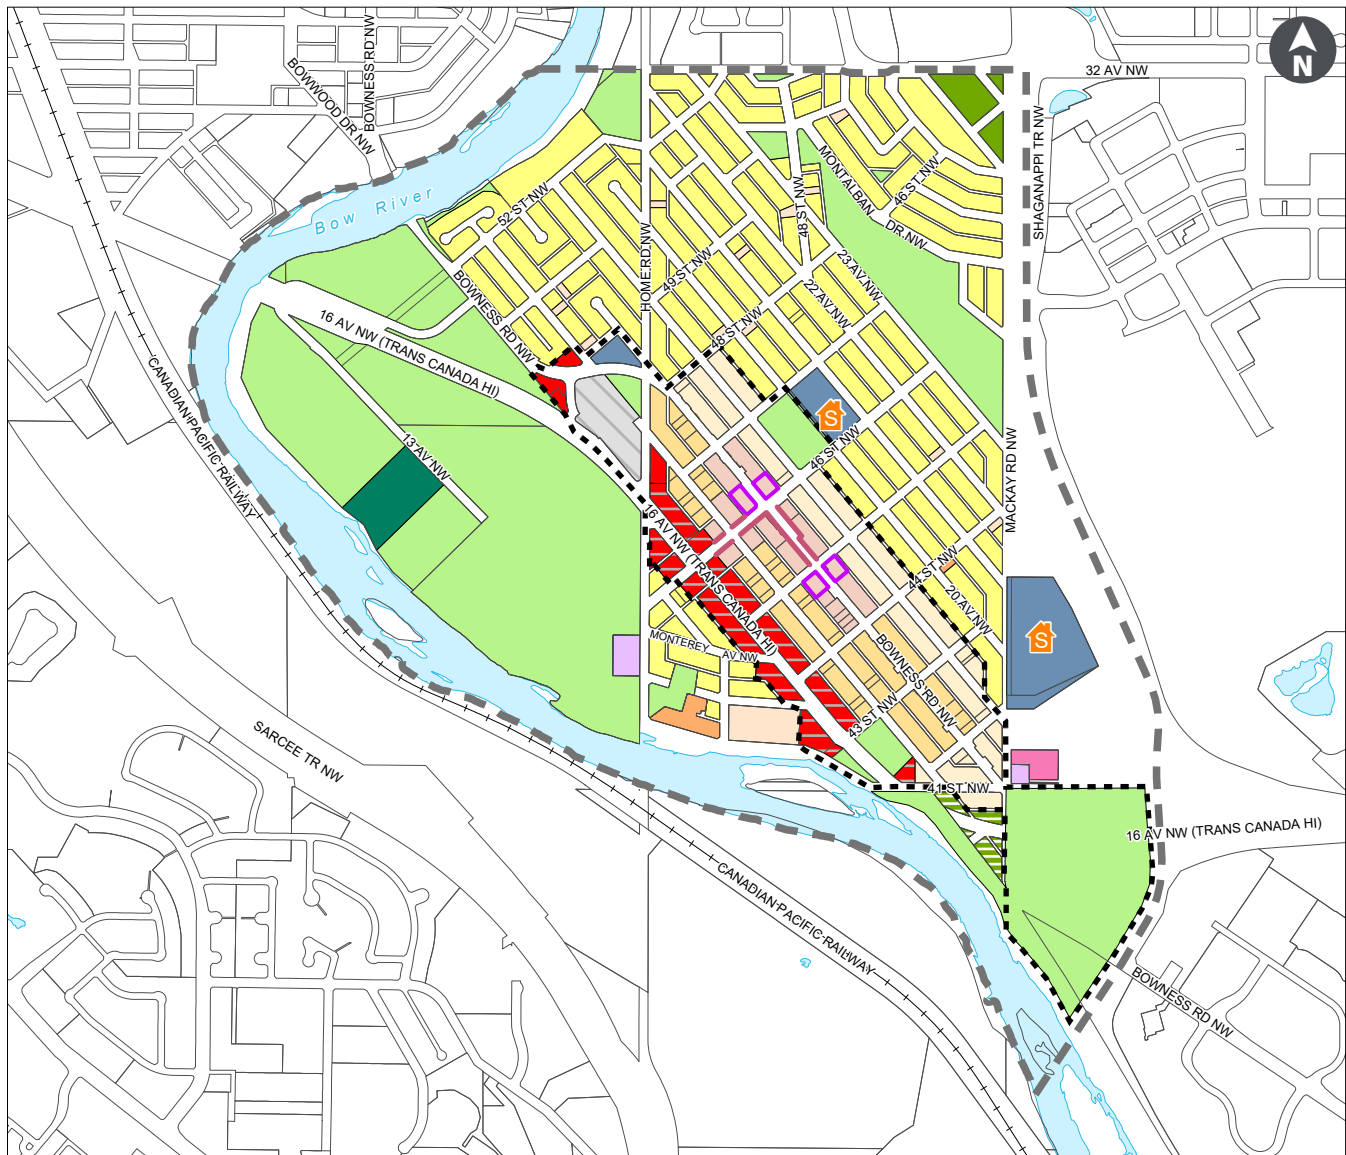 N
32 AV NW
BOWNESS RD NW
BOWWOOD DR NW
SHAGANAPPI TR NW
Bow River
52 ST NW
MONTALBAN DR NW
46 ST NW
48 ST NW
HOME RD NW
49 ST NW
23 AV NW
22 AV NW
BOWNESS RD NW
16 AV NW (TRANS CANADA HI)
48 ST NW
CANADIAN PACIFIC RAILWAY
S
46 ST NW
13 AV NW
MACKAY RD NW
16 AV NW (TRANS CANADA HI)
44 ST NW
20 AV NW
S
MONTEREY AV NW
BOWNESS RD NW
43 ST NW
SARCEE TR NW
41 ST NW
16 AV NW (TRANS CANADA HI)
CANADIAN PACIFIC RAILWAY
BOWNESS RD NW